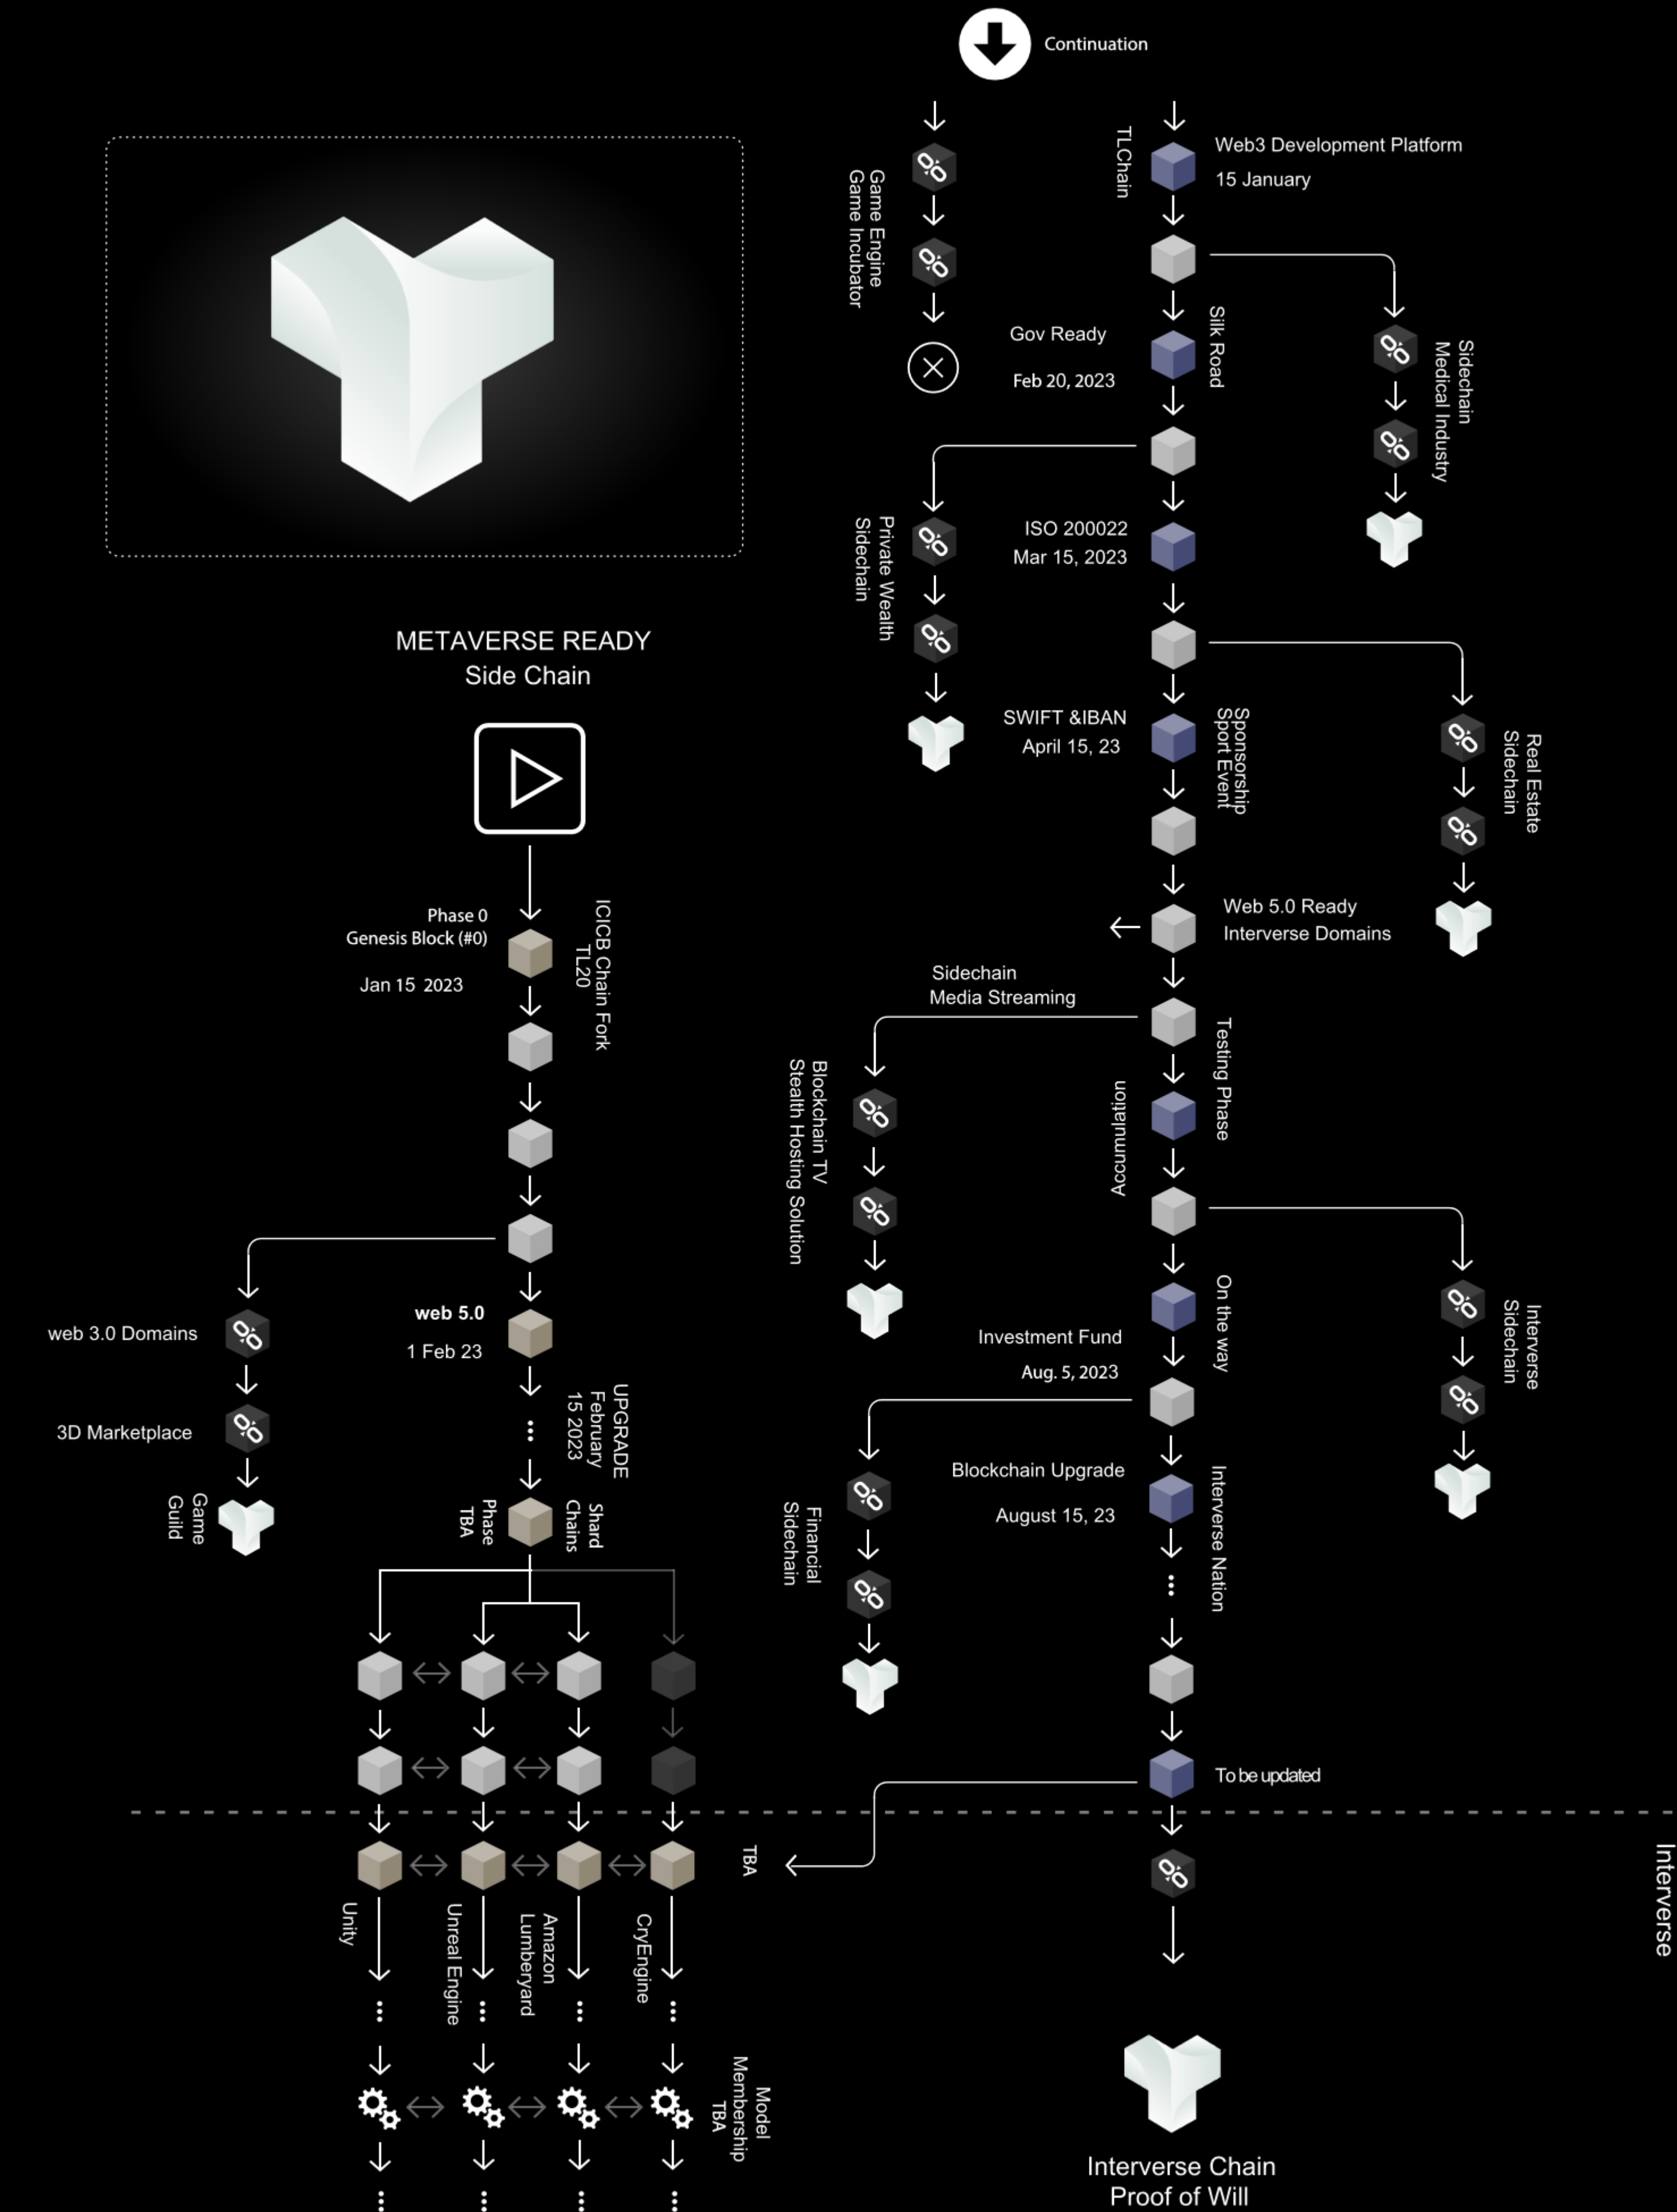 Continuation
TLChain
Web3 Development Platform
15 January
Game Engine
Game Incubator
Silk Road
Gov Ready
Feb 20, 2023
Sidechain
Medical Industry
Private Wealth
Sidechain
ISO 200022
Mar 15, 2023
METAVERSE READY
Side Chain
SWIFT &IBAN
April 15, 23
Sponsorship
Sport Event
Real Estate
Sidechain
Phase 0
Genesis Block (#0)
Jan 15 2023
ICICB Chain Fork
TL20
Web 5.0 Ready
Interverse Domains
Sidechain
Media Streaming
Testing Phase
Blockchain TV
Stealth Hosting Solution
Accumulation
web 3.0 Domains
web 5.0
1 Feb 23
On the way
Interverse
Sidechain
Investment Fund
Aug. 5, 2023
UPGRADE
February
15 2023
3D Marketplace
Game
Guild
Phase
TBA
Shard
Chains
Blockchain Upgrade
August 15, 23
Interverse Nation
Financial
Sidechain
To be updated
TBA
Interverse
Unity
Unreal Engine
Amazon
Lumberyard
CryEngine
Model
Membership
TBA
Interverse Chain
Proof of Will